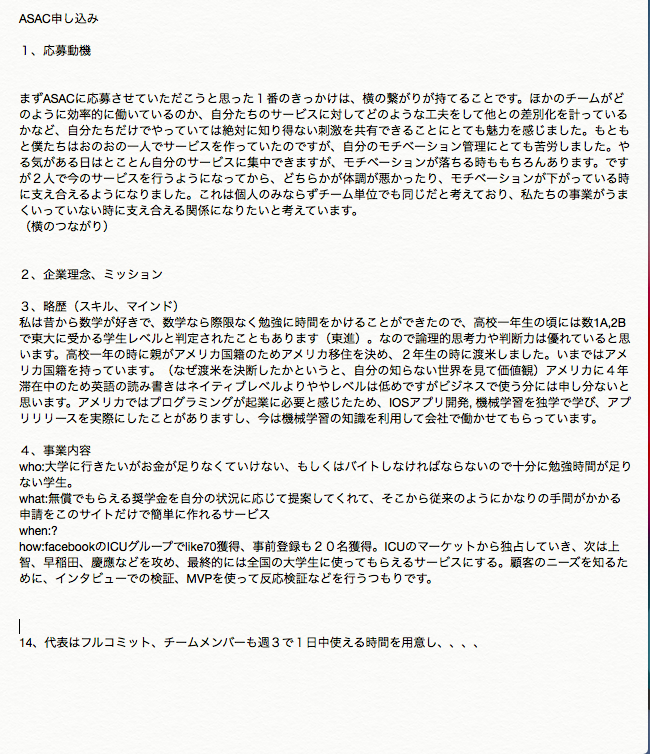 ASAC申し込み
１、応募動機
まずASACに応募させていただこうと思った１番のきっかけは、横の繋がりが持てることです。ほかのチームがど
のように効率的に働いているのか、自分たちのサービスに対してどのような工夫をして他との差別化を計っている
かなど、自分たちだけでやっていては絶対に知り得ない刺激を共有できることにとても魅力を感じました。もとも
と僕たちはおのおの一人でサービスを作っていたのですが、自分のモチベーション管理にとても苦労しました。や
る気がある日はとことん自分のサービスに集中できますが、モチベーションが落ちる時ももちろんあります。です
が２人で今のサービスを行うようになってから、どちらかが体調が悪かったり、モチベーションが下がっている時
に支え合えるようになりました。これは個人のみならずチーム単位でも同じだと考えており、私たちの事業がうま
くいっていない時に支え合える関係になりたいと考えています。
（横のつながり）
２、企業理念、ミッション
３、略歴（スキル、マインド）
私は昔から数学が好きで、数学なら際限なく勉強に時間をかけることができたので、高校一年生の頃には数1A,2B
で東大に受かる学生レベルと判定されたこともあります（東進）。なので論理的思考力や判断力は優れていると思
います。高校一年の時に親がアメリカ国籍のためアメリカ移住を決め、２年生の時に渡米しました。いまではアメ
リカ国籍を持っています。（なぜ渡米を決断したかというと、自分の知らない世界を見て価値観）アメリカに４年
滞在中のため英語の読み書きはネイティブレベルよりややレベルは低めですがビジネスで使う分には申し分ないと
思います。アメリカではプログラミングが起業に必要と感じたため、IOSアプリ開発, 機械学習を独学で学び、アプ
リリリースを実際にしたことがありますし、今は機械学習の知識を利用して会社で働かせてもらっています。
４、事業内容
who:大学に行きたいがお金が足りなくていけない、もしくはバイトしなければならないので十分に勉強時間が足り
ない学生。
what:無償でもらえる奨学金を自分の状況に応じて提案してくれて、そこから従来のようにかなりの手間がかかる
申請をこのサイトだけで簡単に作れるサービス
when:?
how:facebookのICUグループでlike70獲得、事前登録も２０名獲得。ICUのマーケットから独占していき、次は上
智、早稲田、慶應などを攻め、最終的には全国の大学生に使ってもらえるサービスにする。顧客のニーズを知るた
めに、インタビューでの検証、MVPを使って反応検証などを行うつもりです。
14、代表はフルコミット、チームメンバーも週３で１日中使える時間を用意し、、、、